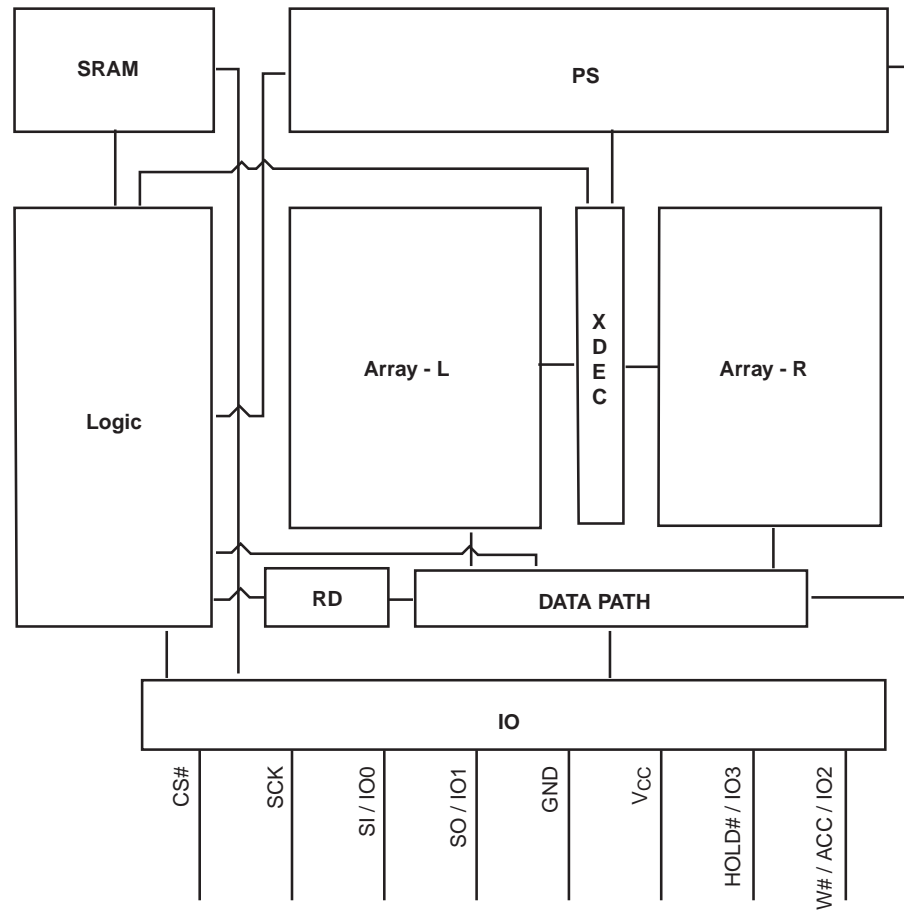 SRAM
PS
Logic
Array - L
X
D
E
C
Array - R
RD
DATA PATH
IO
CS#
SCK
SI / IO0
SO / IO1
GND
VCC
HOLD# / IO3
W# / ACC / IO2